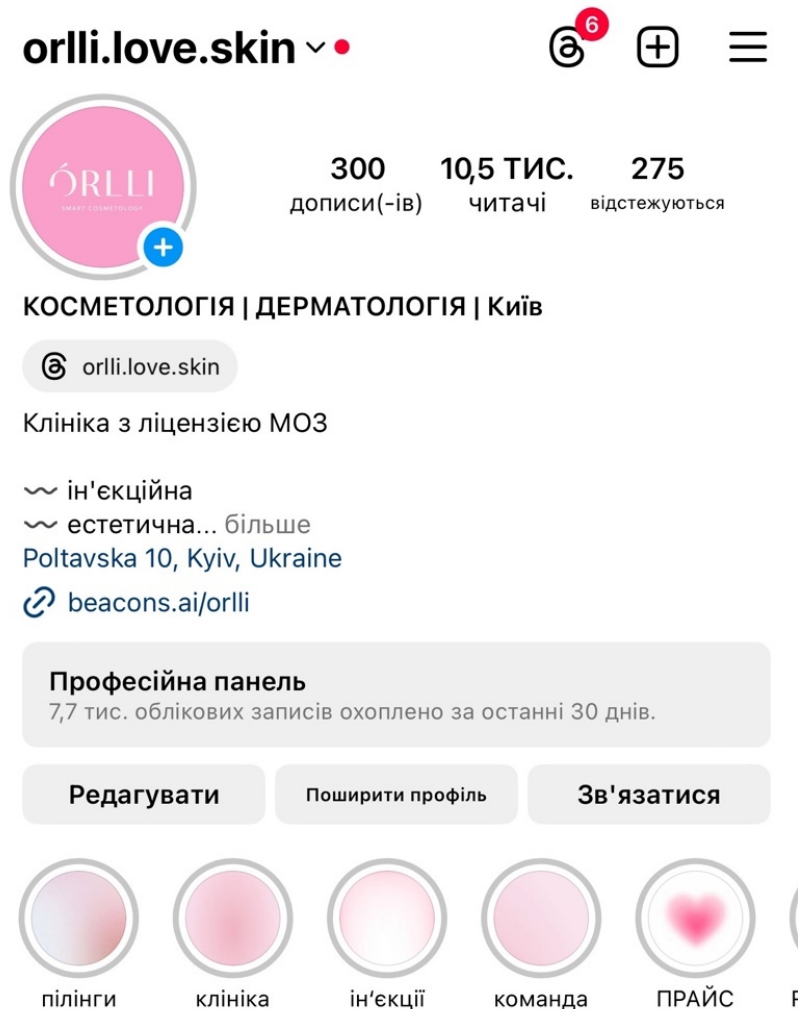 orlli.love.skin
6
ÓRLLI
SMART COSMETOLOGY
300 10,5 ТИС. 275
дописи(-ів) читачі відстежуються
КОСМЕТОЛОГІЯ | ДЕРМАТОЛОГІЯ | Київ
orlli.love.skin
Клініка з ліцензією МОЗ
〰 ін'єкційна
〰 естетична... більше
Poltavska 10, Kyiv, Ukraine
beacons.ai/orlli
Професійна панель
7,7 тис. облікових записів охоплено за останні 30 днів.
Редагувати Поширити профіль Зв'язатися
пілінги клініка ін‘єкції команда ПРАЙС